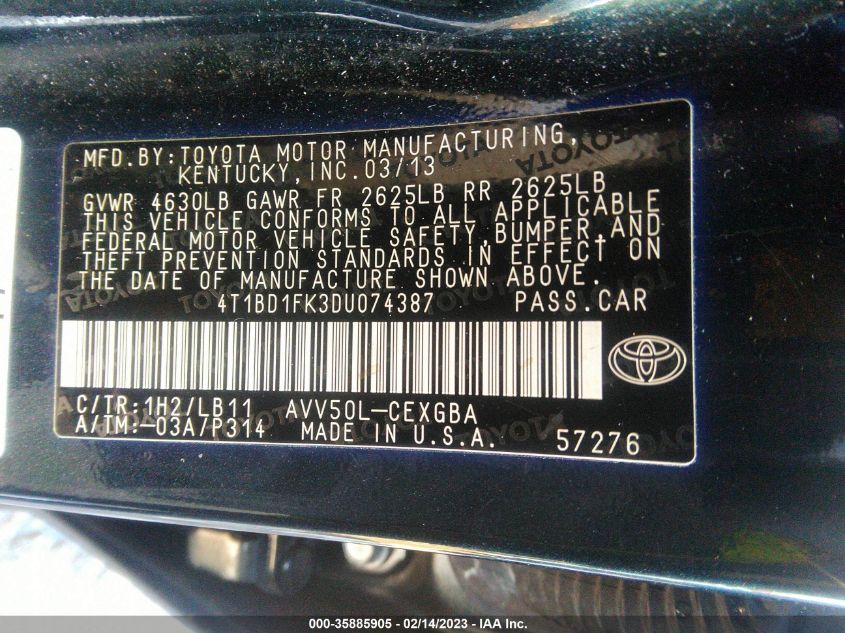 MFD.BY:TOYOTA MOTOR MANUFACTURING,
KENTUCKY,INC.03/13
GVWR 4630LB GAWR FR 2625LB RR 2625LB
THIS VEHICLE CONFORMS TO ALL APPLICABLE
FEDERAL MOTOR VEHICLE SAFETY,BUMPER,AND
THEFT PREVENTION STANDARDS IN EFFECT ON
THE DATE OF MANUFACTURE SHOWN ABOVE.
4T1BD1FK3DU074387 PASS.CAR
C/TR:1H2/LB11 AVV50L-CEXGBA
A/TM:-03A/P314 MADE IN U.S.A. 57276
000-35885905 - 02/14/2023 - IAA Inc.